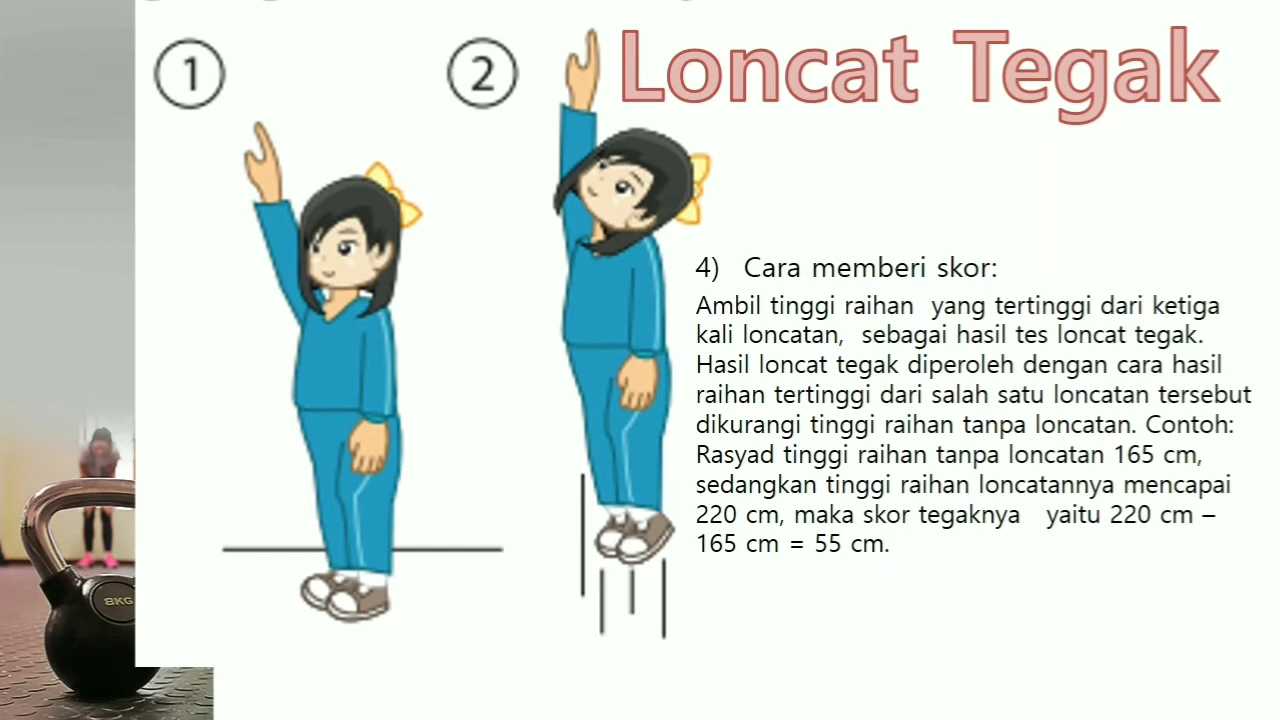 1
2
Loncat Tegak
4) Cara memberi skor:
Ambil tinggi raihan yang tertinggi dari ketiga
kali loncatan, sebagai hasil tes loncat tegak.
Hasil loncat tegak diperoleh dengan cara hasil
raihan tertinggi dari salah satu loncatan tersebut
dikurangi tinggi raihan tanpa loncatan. Contoh:
Rasyad tinggi raihan tanpa loncatan 165 cm,
sedangkan tinggi raihan loncatannya mencapai
220 cm, maka skor tegaknya yaitu 220 cm –
165 cm = 55 cm.
8KG